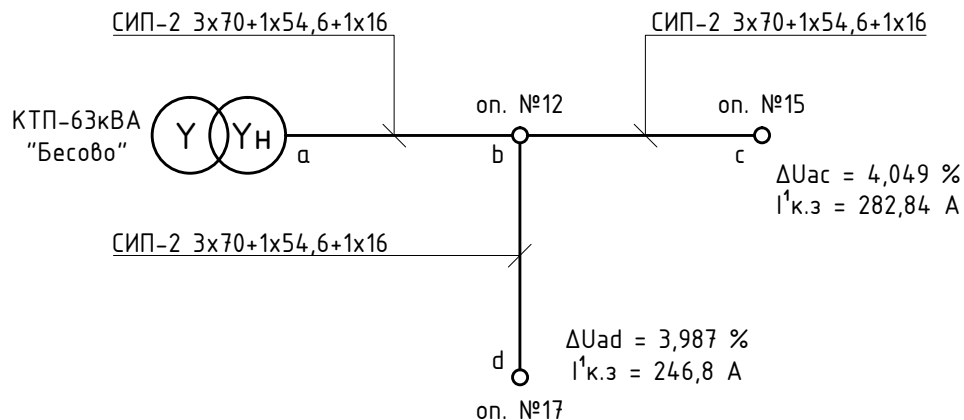 СИП-2 3х70+1х54,6+1х16
СИП-2 3х70+1х54,6+1х16
КТП-63кВА
"Бесово"
Y
Yн
a
оп. №12
b
оп. №15
c
ΔUac = 4,049 %
I¹к.з = 282,84 А
СИП-2 3х70+1х54,6+1х16
d
ΔUad = 3,987 %
I¹к.з = 246,8 А
оп. №17